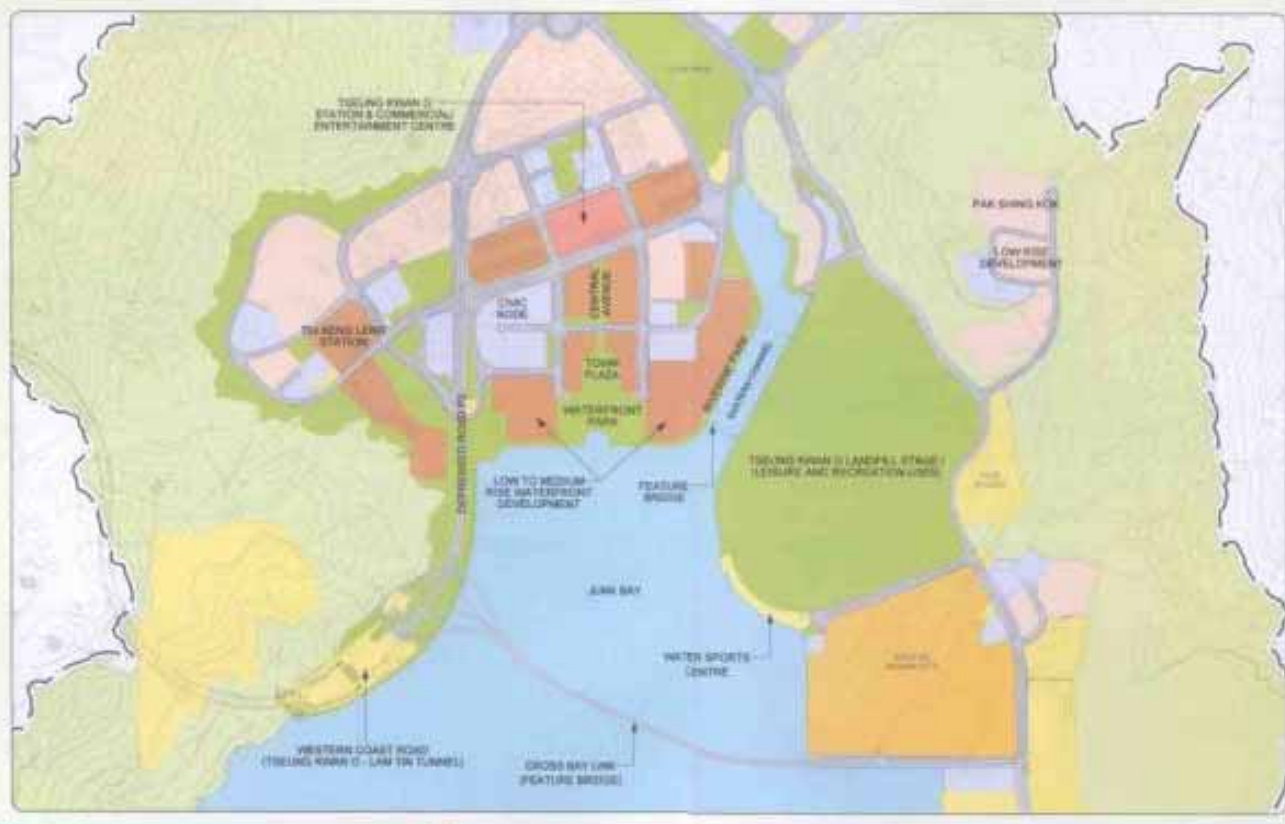 TSEUNG KWAN O
STATION & COMMERCIAL/
ENTERTAINMENT CENTRE
PAK SHING KOK
LOW RISE
DEVELOPMENT
CENTRAL
AVENUE
CIVIC
NODE
TIU KENG LENG
STATION
TOWN
PLAZA
WATERFRONT
PARK
RIVERSIDE PARK
DEPRESSED ROAD P2
LOW TO MEDIUM
RISE WATERFRONT
DEVELOPMENT
FEATURE
BRIDGE
TSEUNG KWAN O LANDFILL STAGE I
(LEISURE AND RECREATION USES)
JUNK BAY
WATER SPORTS
CENTRE
WESTERN COAST ROAD
(TSEUNG KWAN O - LAM TIN TUNNEL)
CROSS BAY LINK
(FEATURE BRIDGE)